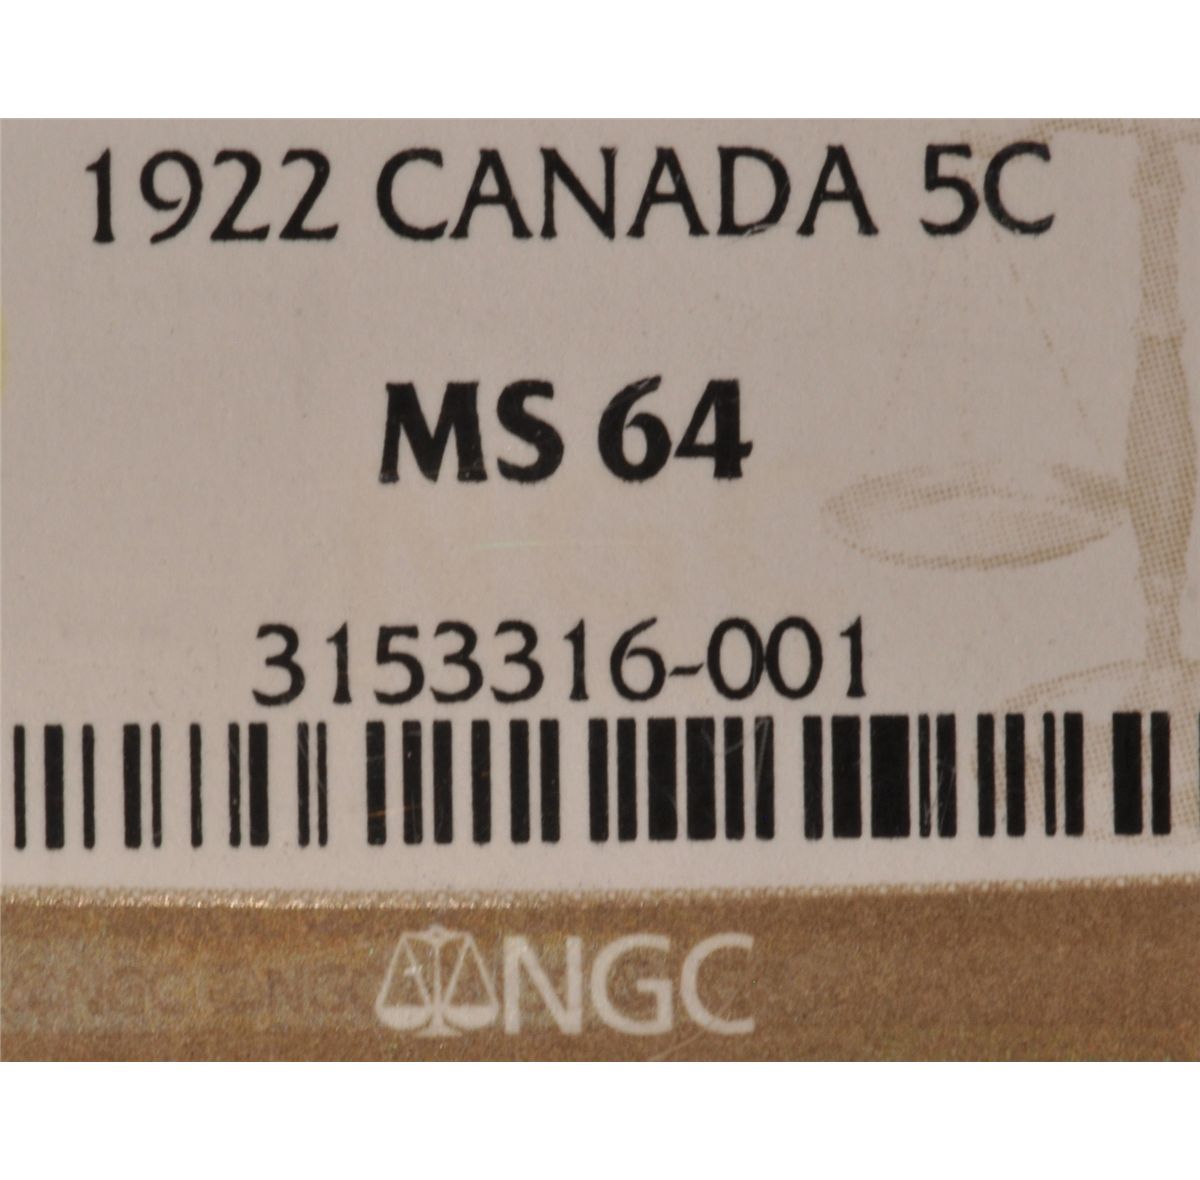 1922 CANADA 5C
MS 64
3153316-001
NGC